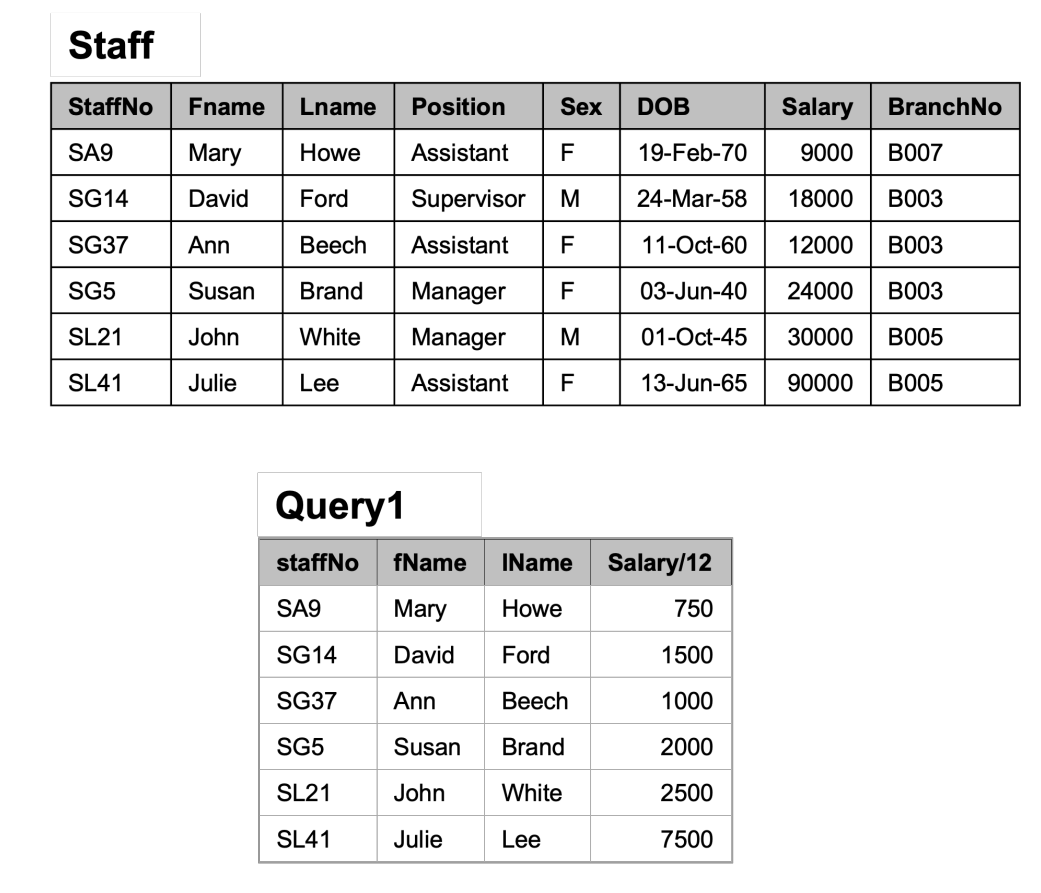 Staff
StaffNo Fname Lname Position Sex DOB Salary BranchNo
SA9 Mary Howe Assistant F 19-Feb-70 9000 B007
SG14 David Ford Supervisor M 24-Mar-58 18000 B003
SG37 Ann Beech Assistant F 11-Oct-60 12000 B003
SG5 Susan Brand Manager F 03-Jun-40 24000 B003
SL21 John White Manager M 01-Oct-45 30000 B005
SL41 Julie Lee Assistant F 13-Jun-65 90000 B005
Query1
staffNo fName lName Salary/12
SA9 Mary Howe 750
SG14 David Ford 1500
SG37 Ann Beech 1000
SG5 Susan Brand 2000
SL21 John White 2500
SL41 Julie Lee 7500